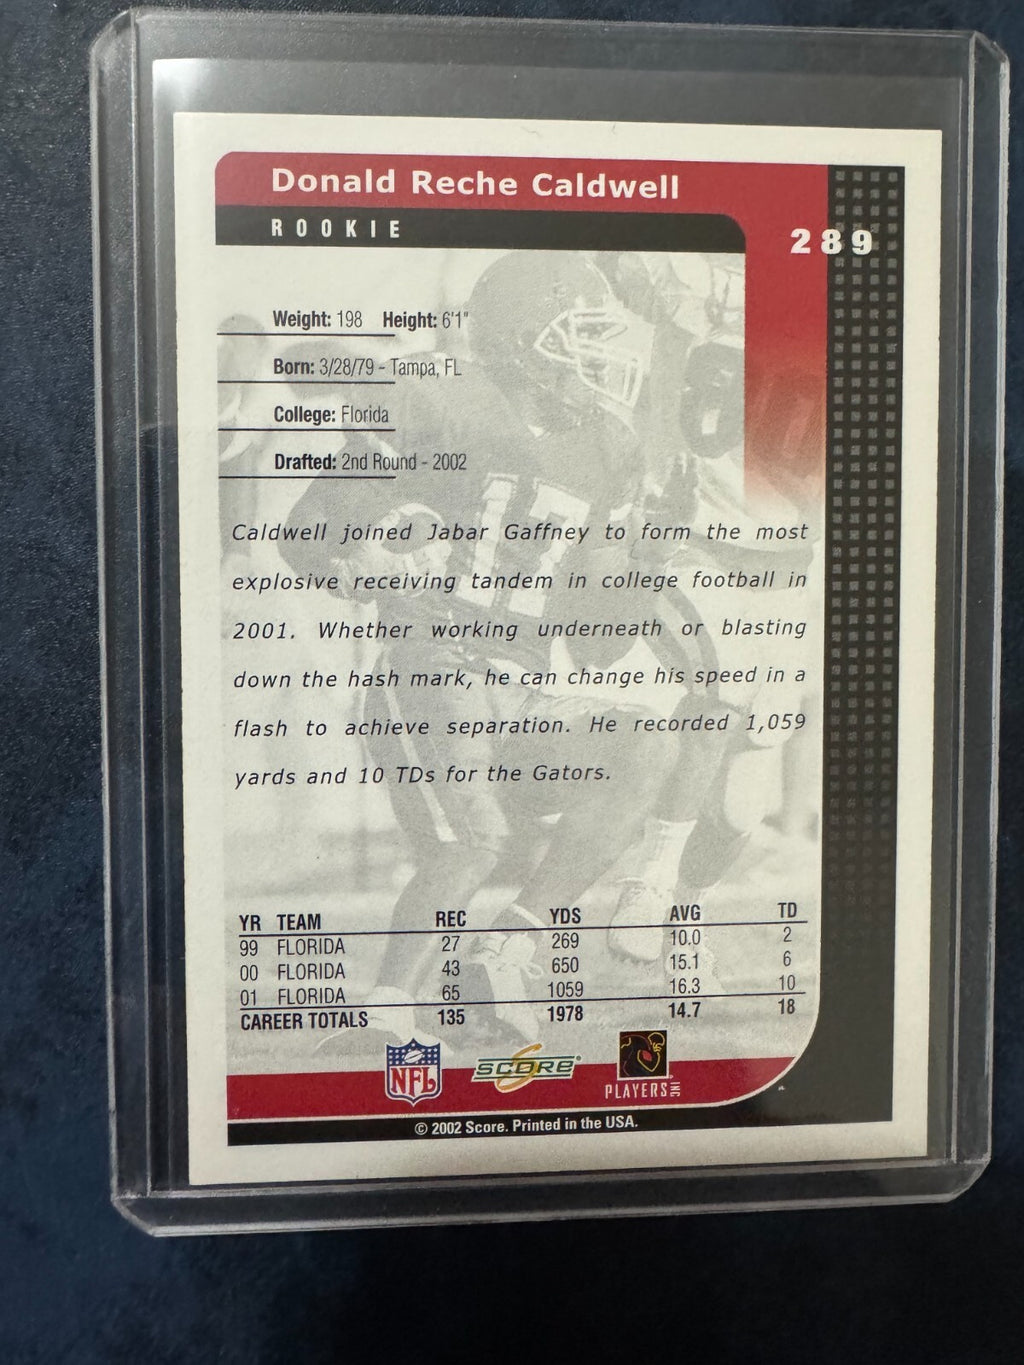 Donald Reche Caldwell
ROOKIE
289
Weight: 198 Height: 6'1"
Born: 3/28/79 - Tampa, FL
College: Florida
Drafted: 2nd Round - 2002
Caldwell joined Jabar Gaffney to form the most
explosive receiving tandem in college football in
2001. Whether working underneath or blasting
down the hash mark, he can change his speed in a
flash to achieve separation. He recorded 1,059
yards and 10 TDs for the Gators.
YR TEAM REC YDS AVG TD
99 FLORIDA 27 269 10.0 2
00 FLORIDA 43 650 15.1 6
01 FLORIDA 65 1059 16.3 10
CAREER TOTALS 135 1978 14.7 18
NFL SCORE PLAYERS INC
© 2002 Score. Printed in the USA.